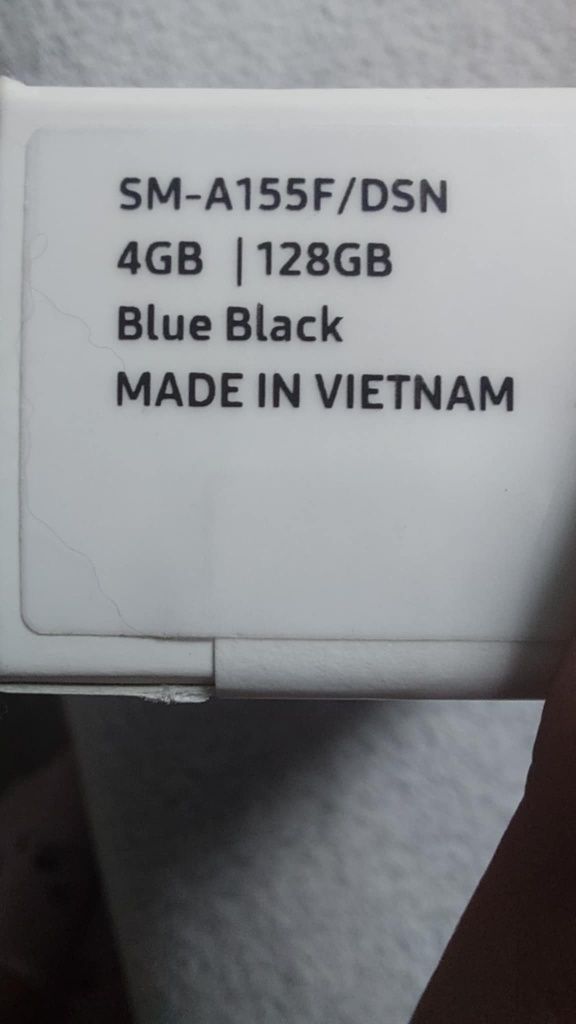 SM-A155F/DSN
4GB | 128GB
Blue Black
MADE IN VIETNAM